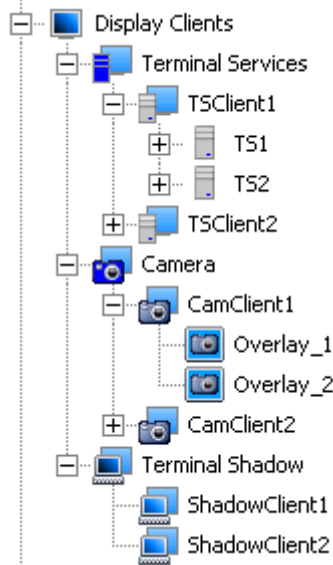 Display Clients
Terminal Services
TSClient1
TS1
TS2
TSClient2
Camera
CamClient1
Overlay_1
Overlay_2
CamClient2
Terminal Shadow
ShadowClient1
ShadowClient2